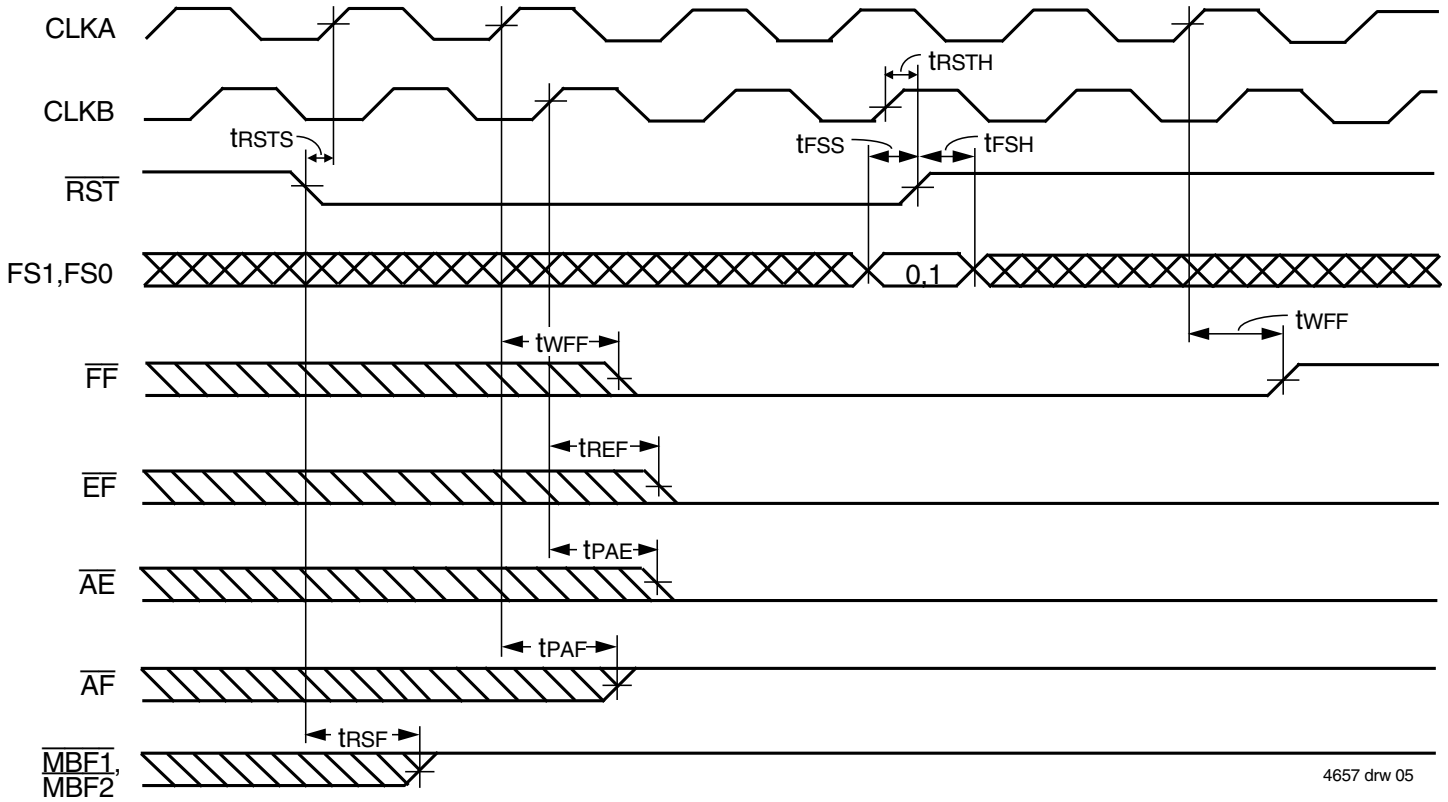 CLKA
tRSTH
CLKB
tRSTS
tFSS
tFSH
RST
FS1,FS0
0,1
tWFF
tWFF
FF
tREF
EF
tPAE
AE
tPAF
AF
tRSF
MBF1,
MBF2
4657 drw 05